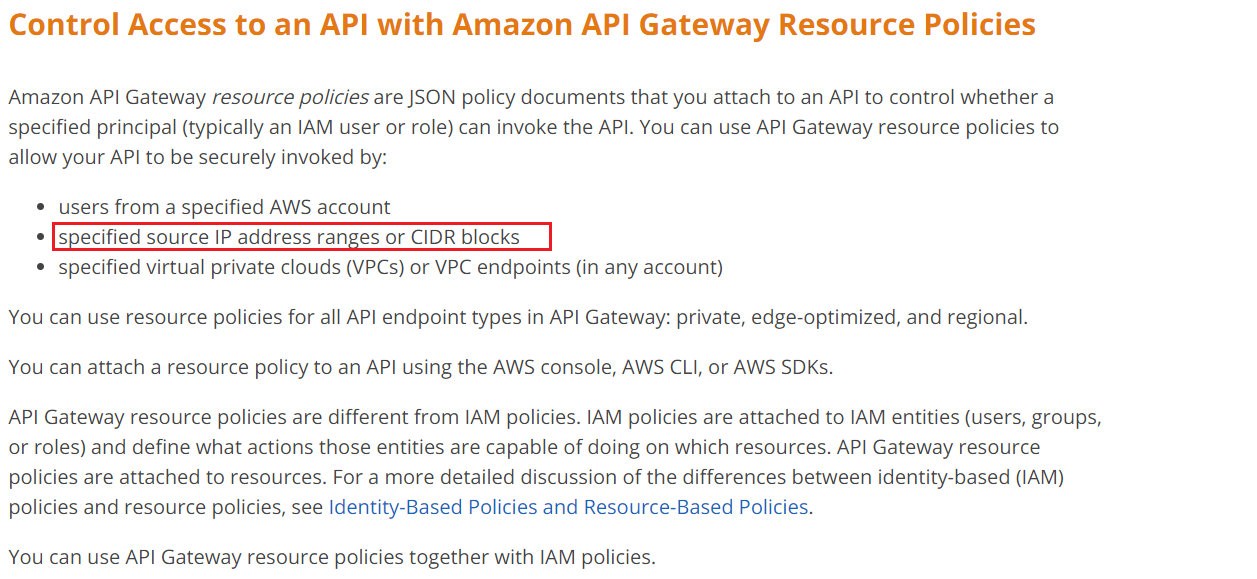 Control Access to an API with Amazon API Gateway Resource Policies
Amazon API Gateway resource policies are JSON policy documents that you attach to an API to control whether a
specified principal (typically an IAM user or role) can invoke the API. You can use API Gateway resource policies to
allow your API to be securely invoked by:
• users from a specified AWS account
• specified source IP address ranges or CIDR blocks
• specified virtual private clouds (VPCs) or VPC endpoints (in any account)
You can use resource policies for all API endpoint types in API Gateway: private, edge-optimized, and regional.
You can attach a resource policy to an API using the AWS console, AWS CLI, or AWS SDKs.
API Gateway resource policies are different from IAM policies. IAM policies are attached to IAM entities (users, groups,
or roles) and define what actions those entities are capable of doing on which resources. API Gateway resource
policies are attached to resources. For a more detailed discussion of the differences between identity-based (IAM)
policies and resource policies, see Identity-Based Policies and Resource-Based Policies.
You can use API Gateway resource policies together with IAM policies.